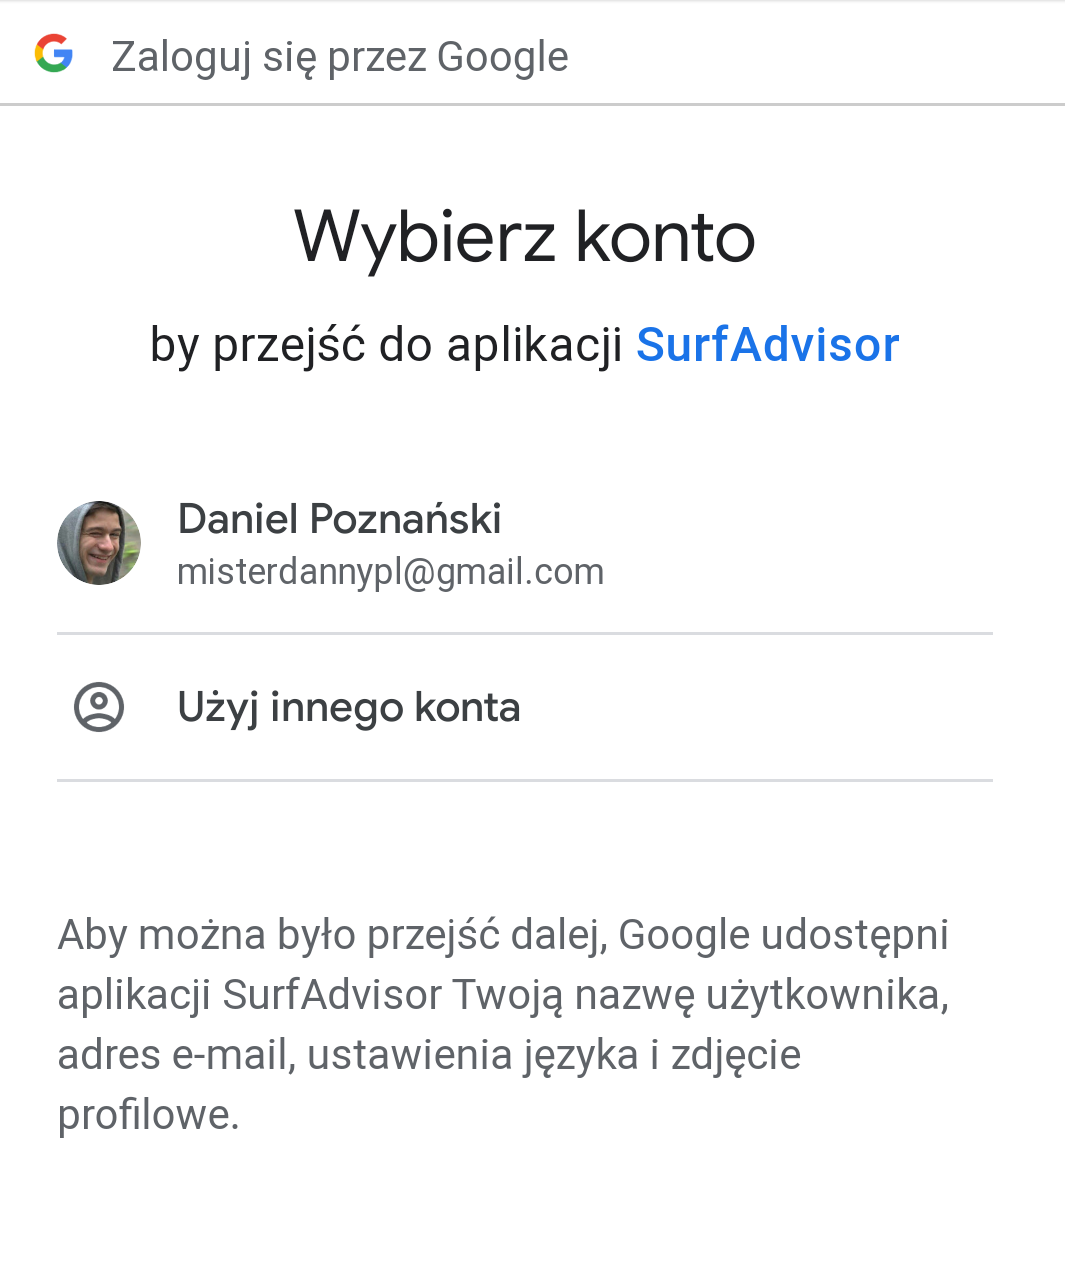 Zaloguj się przez Google
Wybierz konto
by przejść do aplikacji SurfAdvisor
Daniel Poznański
misterdannypl@gmail.com
Użyj innego konta
Aby można było przejść dalej, Google udostępni
aplikacji SurfAdvisor Twoją nazwę użytkownika,
adres e-mail, ustawienia języka i zdjęcie
profilowe.